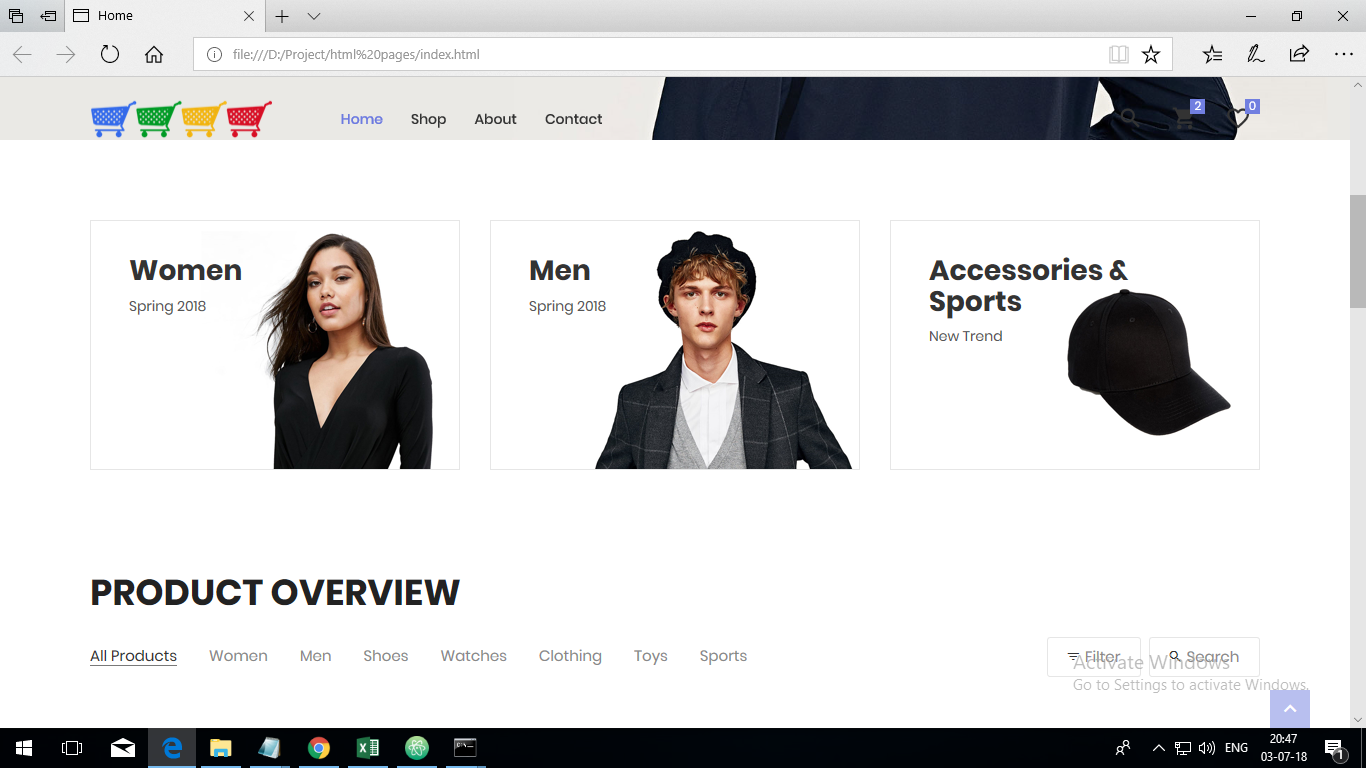 Home
file:///D:/Project/html%20pages/index.html
Home Shop About Contact
2 0
Women
Spring 2018
Men
Spring 2018
Accessories &
Sports
New Trend
PRODUCT OVERVIEW
All Products Women Men Shoes Watches Clothing Toys Sports
Filter Search
Activate Windows
Go to Settings to activate Windows.
ENG
20:47
03-07-18
1